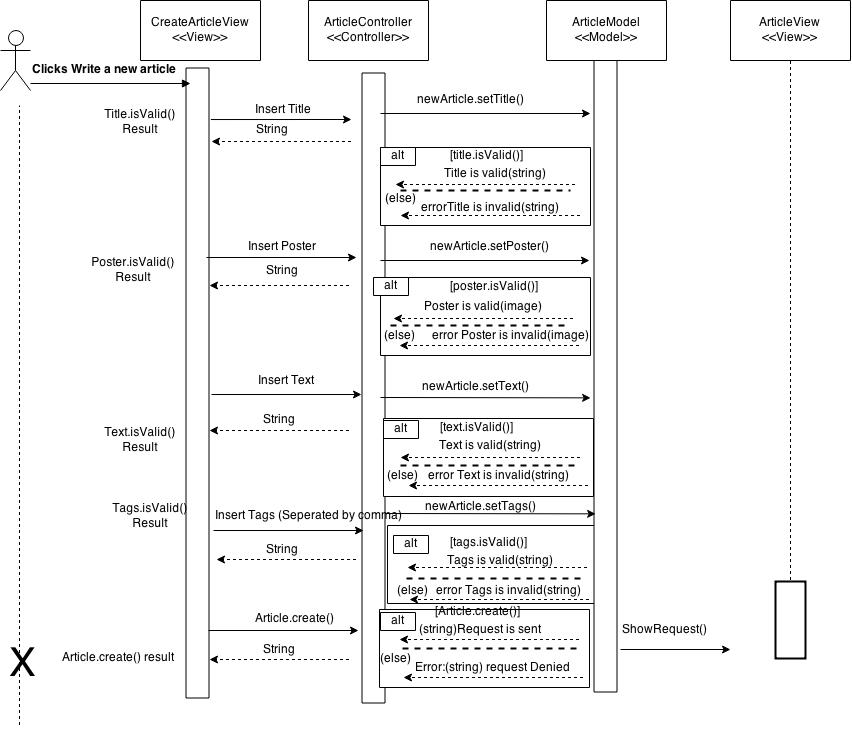 CreateArticleView
<<View>>
ArticleController
<<Controller>>
ArticleModel
<<Model>>
ArticleView
<<View>>
Clicks Write a new article
Title.isValid()
Result
Insert Title
newArticle.setTitle()
String
alt
[title.isValid()]
Title is valid(string)
(else)
errorTitle is invalid(string)
Poster.isValid()
Result
Insert Poster
newArticle.setPoster()
String
alt
[poster.isValid()]
Poster is valid(image)
(else)
error Poster is invalid(image)
Insert Text
newArticle.setText()
Text.isValid()
Result
String
alt
[text.isValid()]
Text is valid(string)
(else)
error Text is invalid(string)
Tags.isValid()
Result
Insert Tags (Seperated by comma)
newArticle.setTags()
String
alt
[tags.isValid()]
Tags is valid(string)
(else)
error Tags is invalid(string)
Article.create()
alt
[Article.create()]
(string)Request is sent
ShowRequest()
Article.create() result
String
(else)
Error:(string) request Denied